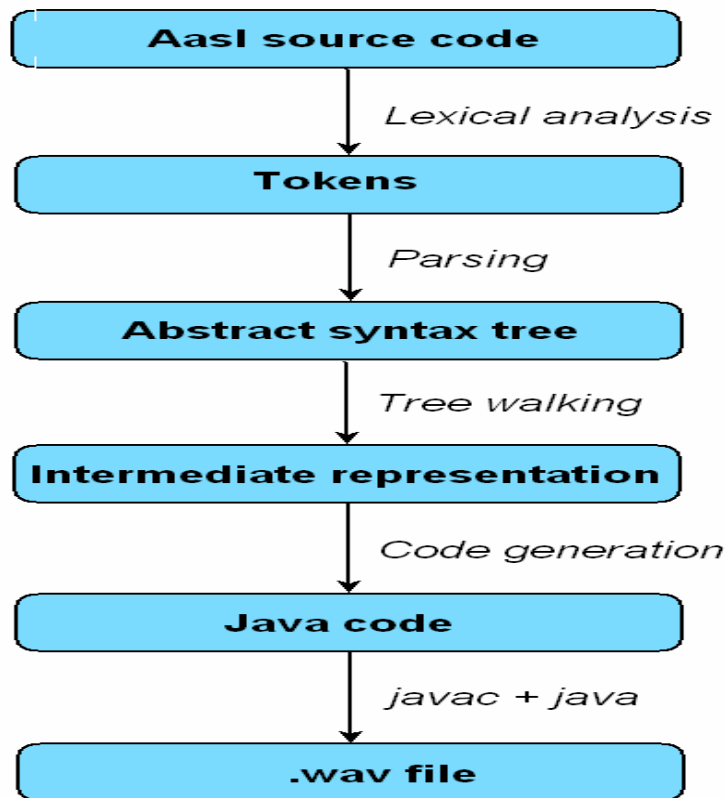 Aasl source code
Lexical analysis
Tokens
Parsing
Abstract syntax tree
Tree walking
Intermediate representation
Code generation
Java code
javac + java
.wav file